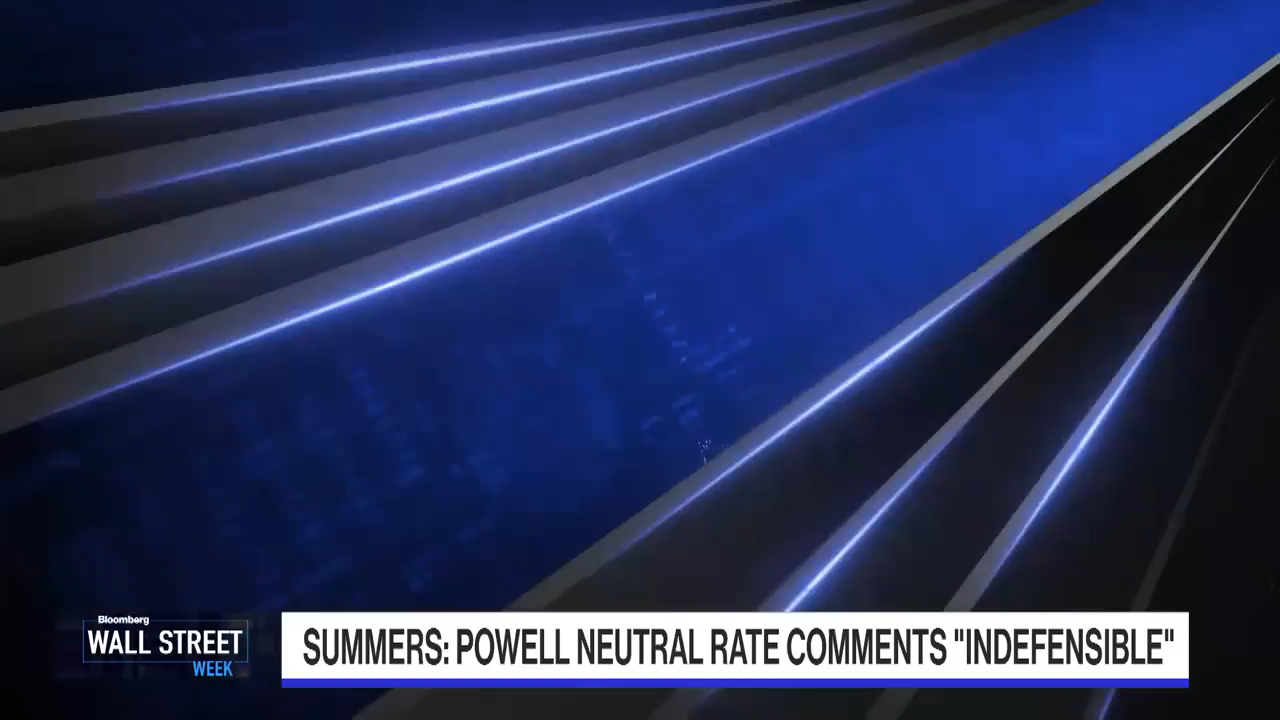 Bloomberg
WALL STREET
WEEK
SUMMERS: POWELL NEUTRAL RATE COMMENTS "INDEFENSIBLE"